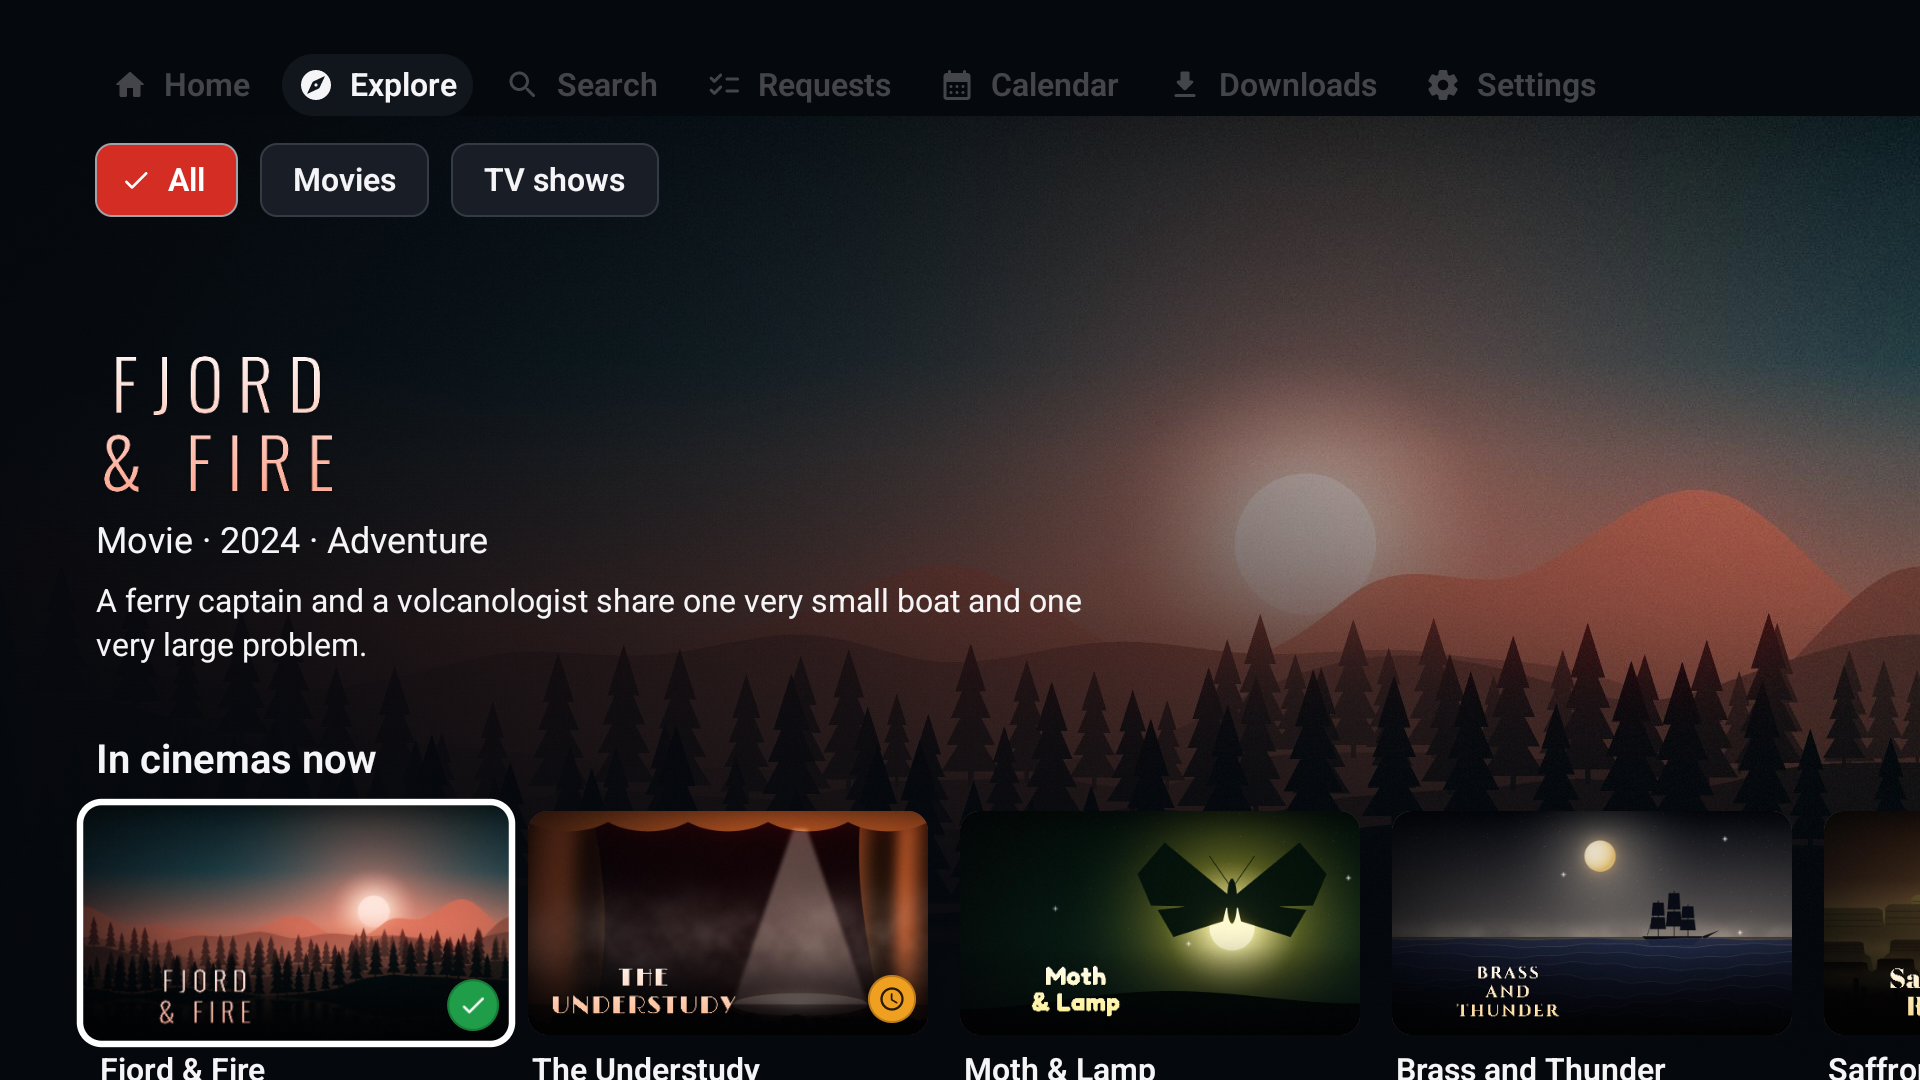 Home
Explore
Search
Requests
Calendar
Downloads
Settings
All
Movies
TV shows
FJORD
& FIRE
Movie · 2024 · Adventure
A ferry captain and a volcanologist share one very small boat and one
very large problem.
In cinemas now
FJORD
& FIRE
THE
UNDERSTUDY
Moth
& Lamp
BRASS
AND
THUNDER
Fjord & Fire
The Understudy
Moth & Lamp
Brass and Thunder